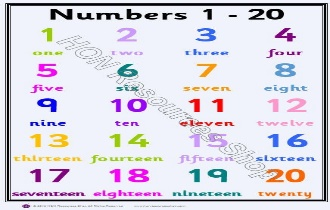 Numbers 1 - 20
1 2 3 4
one two three four
5 6 7 8
five six seven eight
9 10 11 12
nine ten eleven twelve
13 14 15 16
thirteen fourteen fifteen sixteen
17 18 19 20
seventeen eighteen nineteen twenty